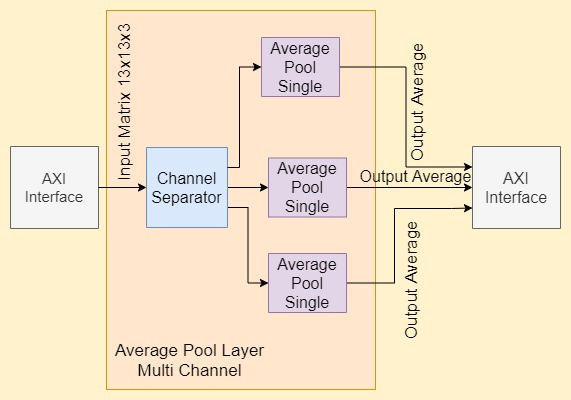 Input Matrix 13x13x3
Average
Pool
Single
Output Average
AXI
Interface
Channel
Separator
Average
Pool
Single
Output Average
AXI
Interface
Average
Pool
Single
Output Average
Average Pool Layer
Multi Channel